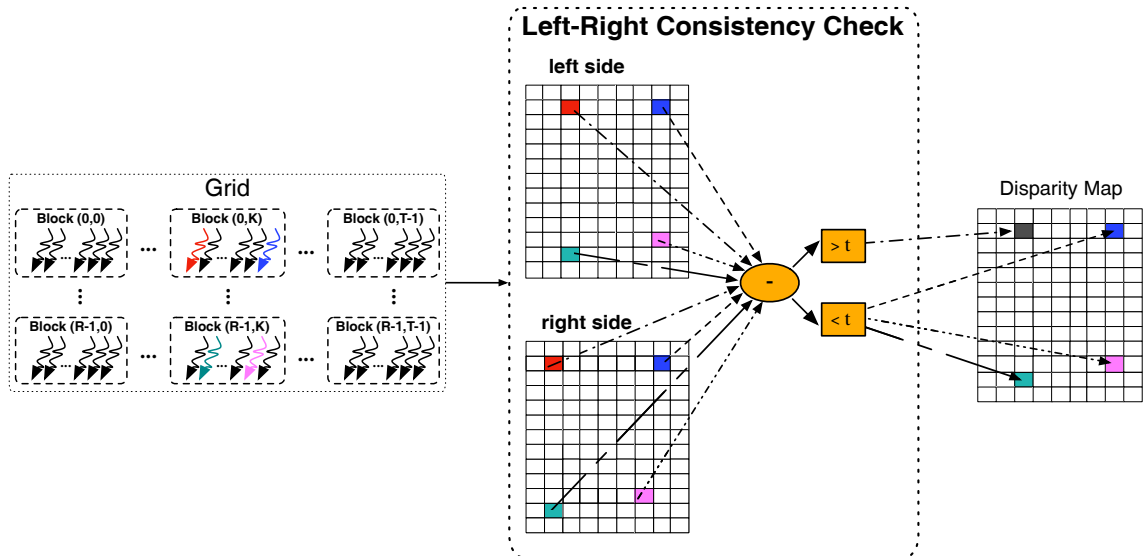 Left-Right Consistency Check
left side
Grid
Block (0,0)
Block (0,K)
Block (0,T-1)
...
...
...
...
...
...
...
...
Block (R-1,0)
Block (R-1,K)
Block (R-1,T-1)
...
...
...
...
...
right side
-
> t
< t
Disparity Map